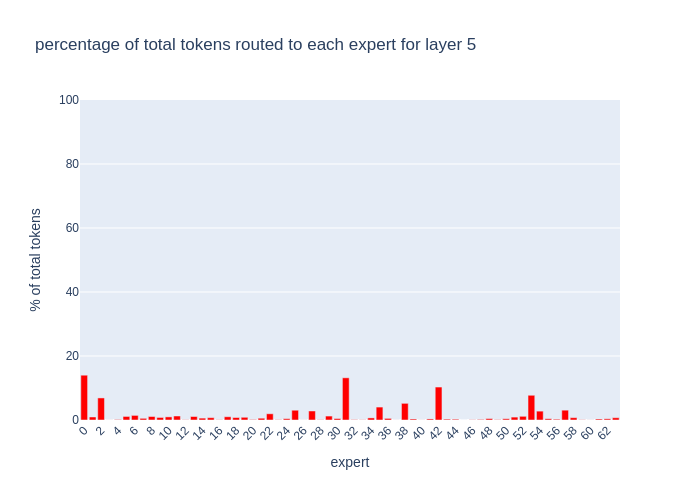 percentage of total tokens routed to each expert for layer 5
100
80
60
40
20
0
% of total tokens
0 2 4 6 8 10 12 14 16 18 20 22 24 26 28 30 32 34 36 38 40 42 44 46 48 50 52 54 56 58 60 62
expert